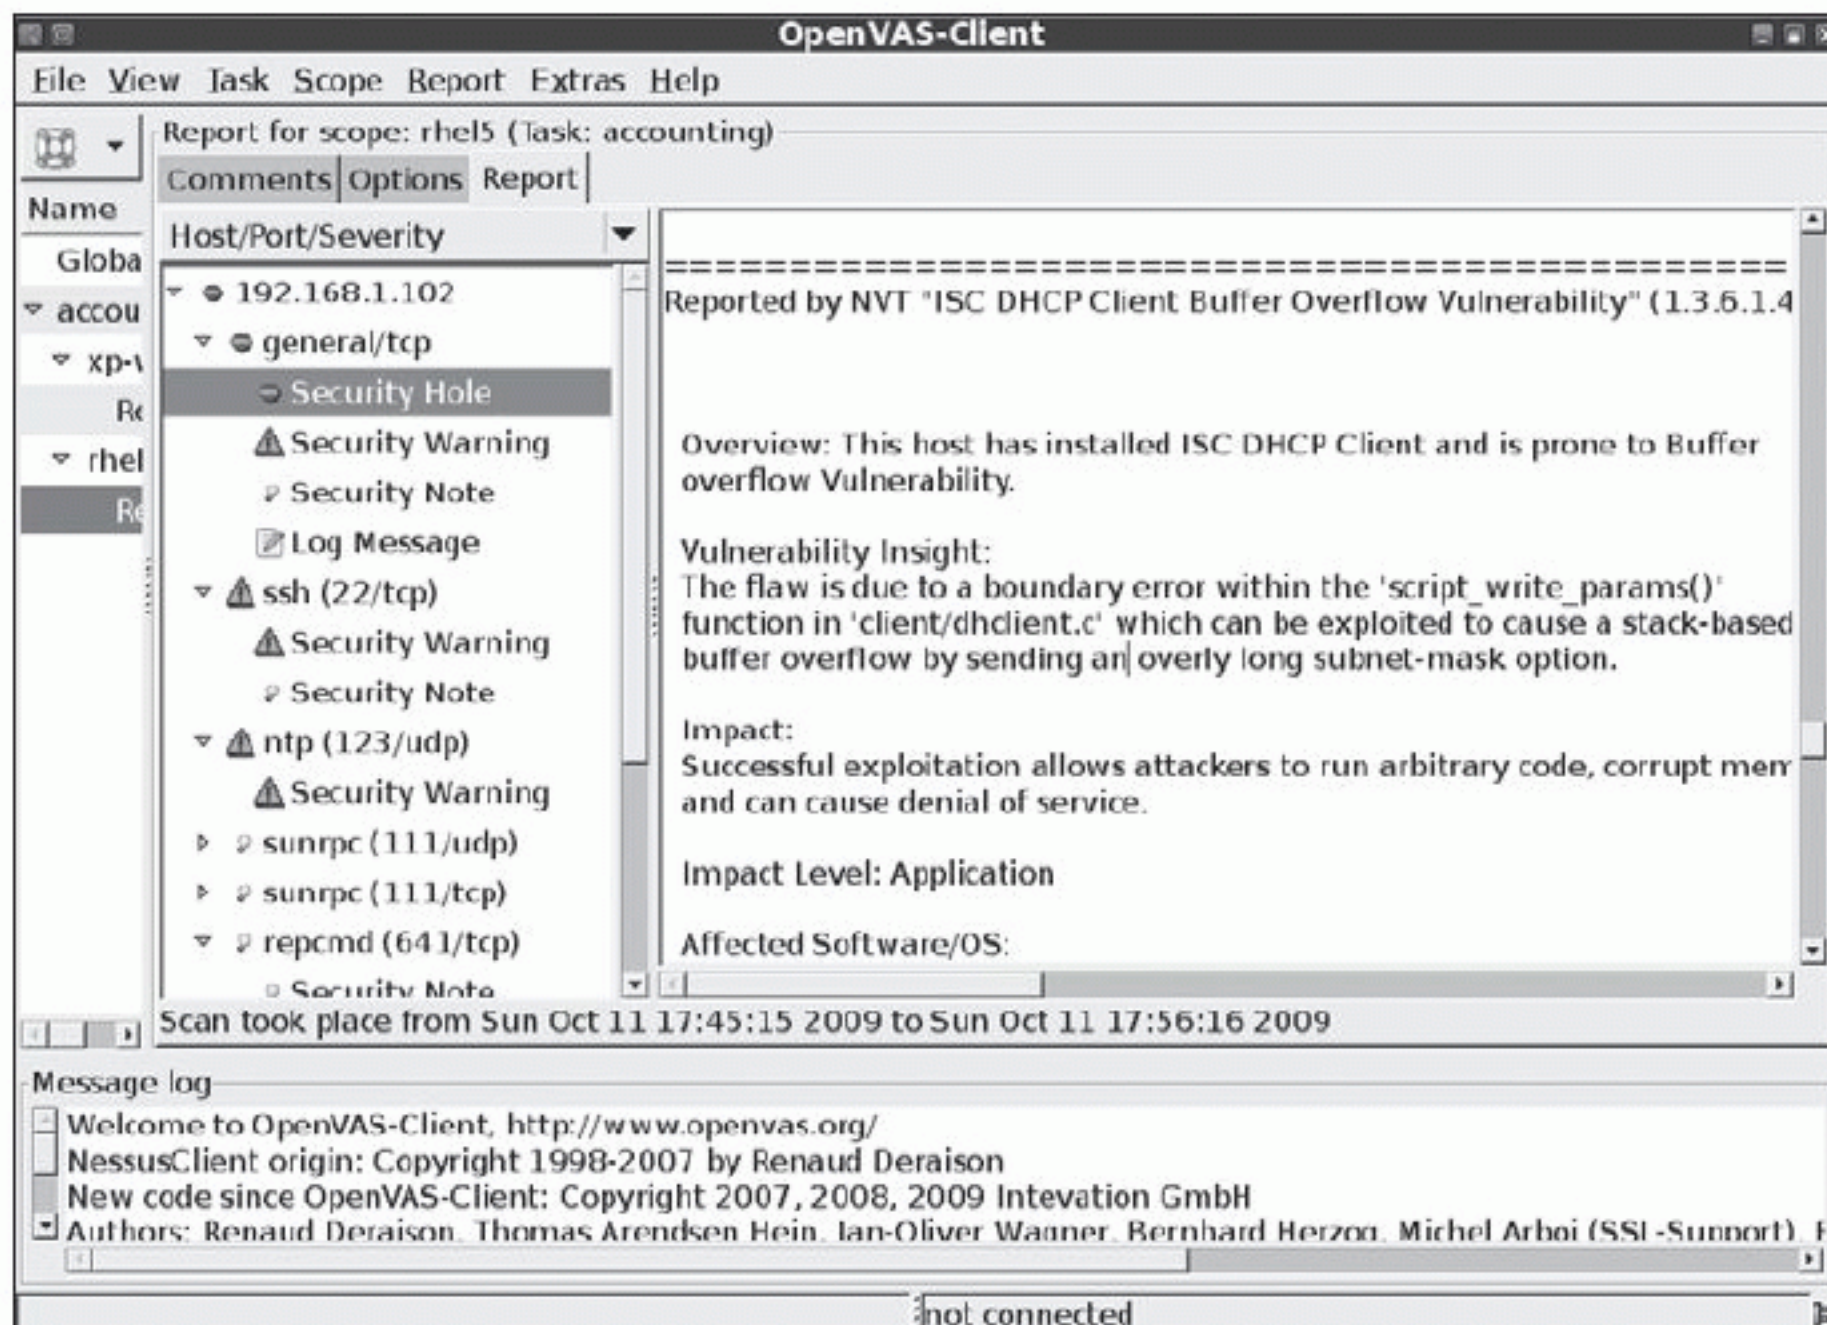 OpenVAS-Client
File View Task Scope Report Extras Help
Report for scope: rhel5 (Task: accounting)
Comments Options Report
Name
Globa
accou
xp-v
Re
rhel
Re
Host/Port/Severity
192.168.1.102
general/tcp
Security Hole
Security Warning
Security Note
Log Message
ssh (22/tcp)
Security Warning
Security Note
ntp (123/udp)
Security Warning
sunrpc (111/udp)
sunrpc (111/tcp)
repcmd (641/tcp)
Security Note
==============================================
Reported by NVT "ISC DHCP Client Buffer Overflow Vulnerability" (1.3.6.1.4
Overview: This host has installed ISC DHCP Client and is prone to Buffer
overflow Vulnerability.
Vulnerability Insight:
The flaw is due to a boundary error within the 'script_write_params()'
function in 'client/dhclient.c' which can be exploited to cause a stack-based
buffer overflow by sending an overly long subnet-mask option.
Impact:
Successful exploitation allows attackers to run arbitrary code, corrupt mem
and can cause denial of service.
Impact Level: Application
Affected Software/OS:
Scan took place from Sun Oct 11 17:45:15 2009 to Sun Oct 11 17:56:16 2009
Message log
Welcome to OpenVAS-Client, http://www.openvas.org/
NessusClient origin: Copyright 1998-2007 by Renaud Deraison
New code since OpenVAS-Client: Copyright 2007, 2008, 2009 Intevation GmbH
Authors: Renaud Deraison, Thomas Arendsen Hein, Jan-Oliver Wagner, Bernhard Herzog, Michel Arboi (SSL-Support),
not connected